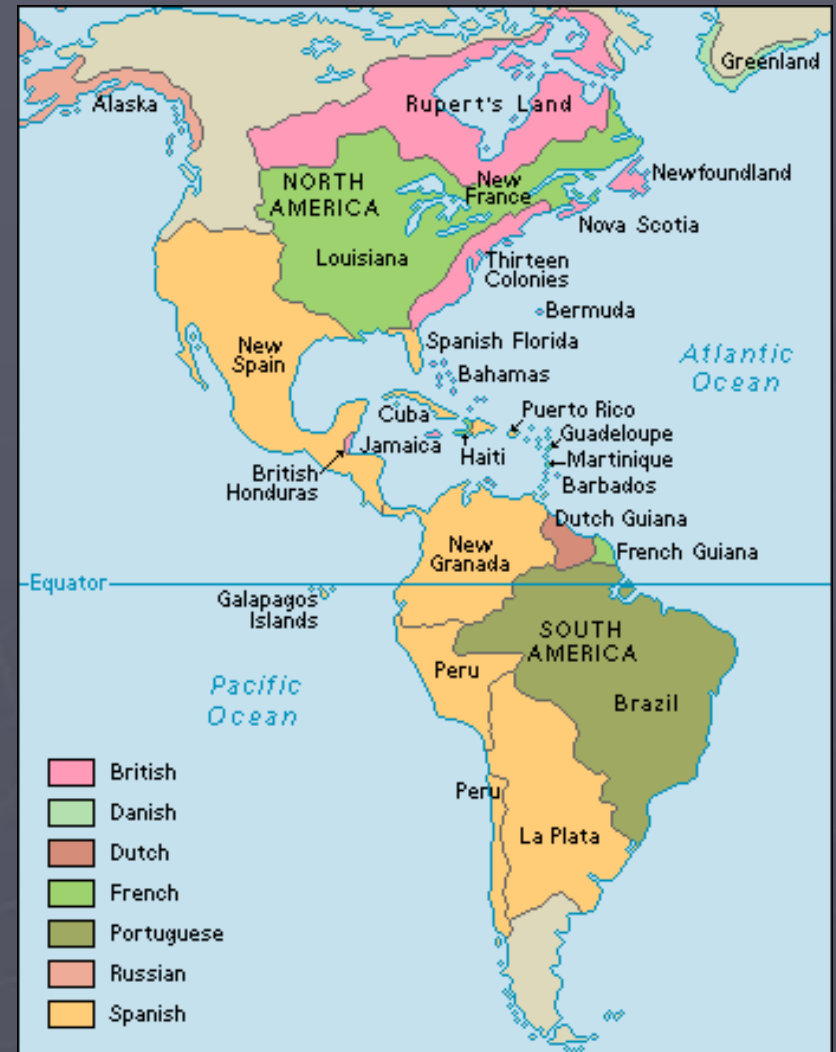 Greenland
Alaska
Rupert's Land
Newfoundland
NORTH
AMERICA
New
France
Nova Scotia
Louisiana
Thirteen
Colonies
Bermuda
Spanish Florida
New
Spain
Atlantic
Ocean
Bahamas
Cuba
Puerto Rico
Jamaica
Haiti
Guadeloupe
Martinique
Barbados
British
Honduras
Dutch Guiana
New
Granada
French Guiana
Equator
Galapagos
Islands
SOUTH
AMERICA
Peru
Brazil
Pacific
Ocean
Peru
La Plata
British
Danish
Dutch
French
Portuguese
Russian
Spanish